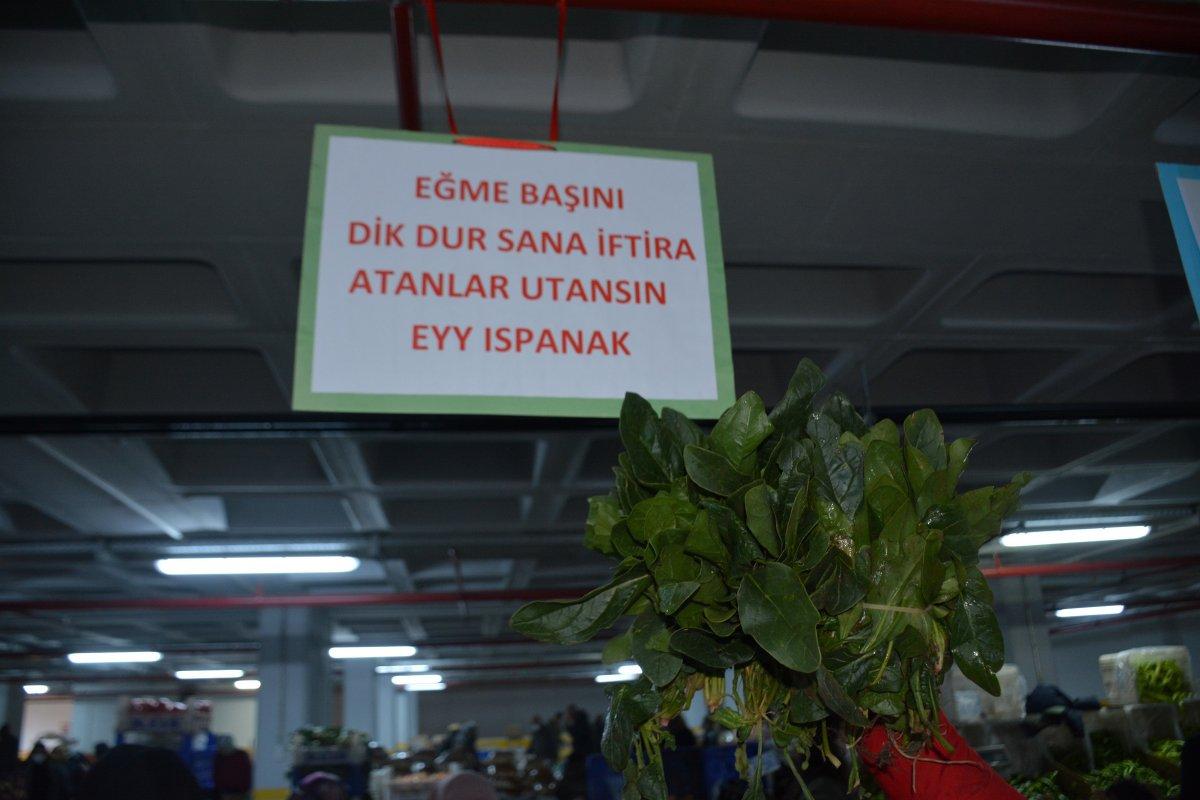 EĞME BAŞINI
DİK DUR SANA İFTİRA
ATANLAR UTANSIN
EYY ISPANAK